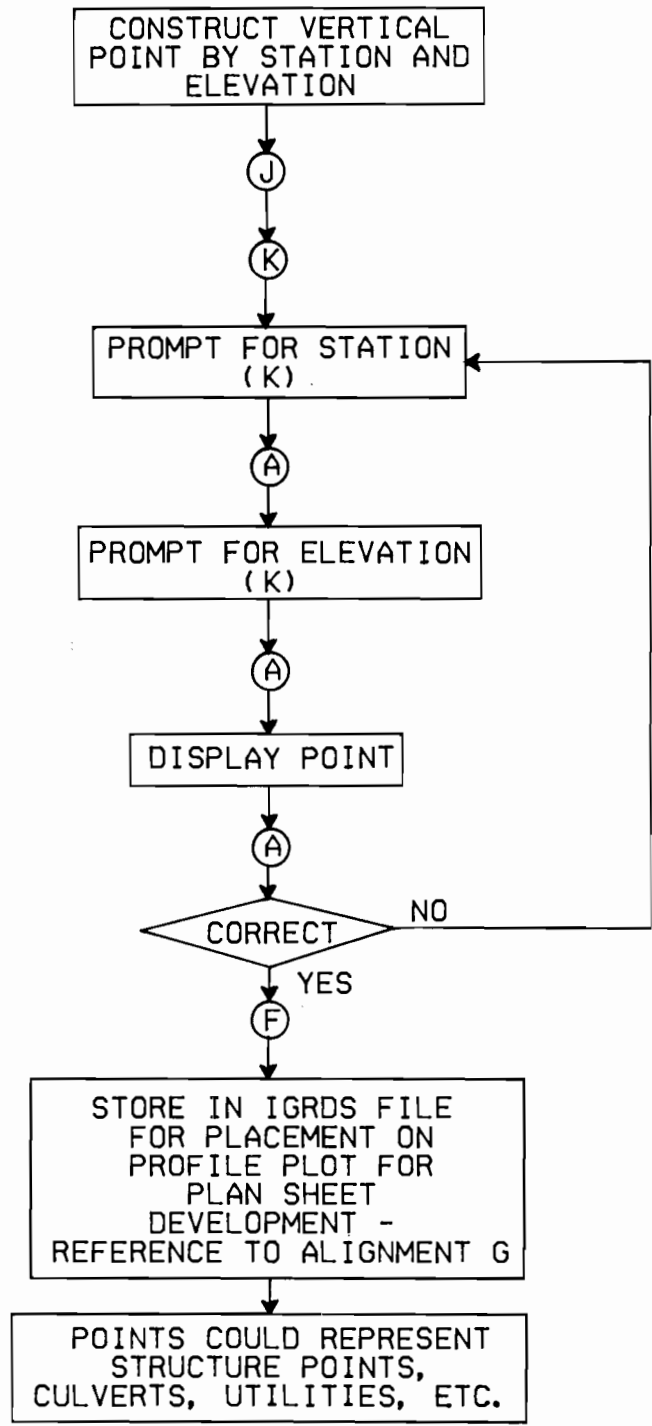 CONSTRUCT VERTICAL
POINT BY STATION AND
ELEVATION
J
K
PROMPT FOR STATION
(K)
A
PROMPT FOR ELEVATION
(K)
A
DISPLAY POINT
A
CORRECT
NO
YES
F
STORE IN IGRDS FILE
FOR PLACEMENT ON
PROFILE PLOT FOR
PLAN SHEET
DEVELOPMENT -
REFERENCE TO ALIGNMENT G
POINTS COULD REPRESENT
STRUCTURE POINTS,
CULVERTS, UTILITIES, ETC.